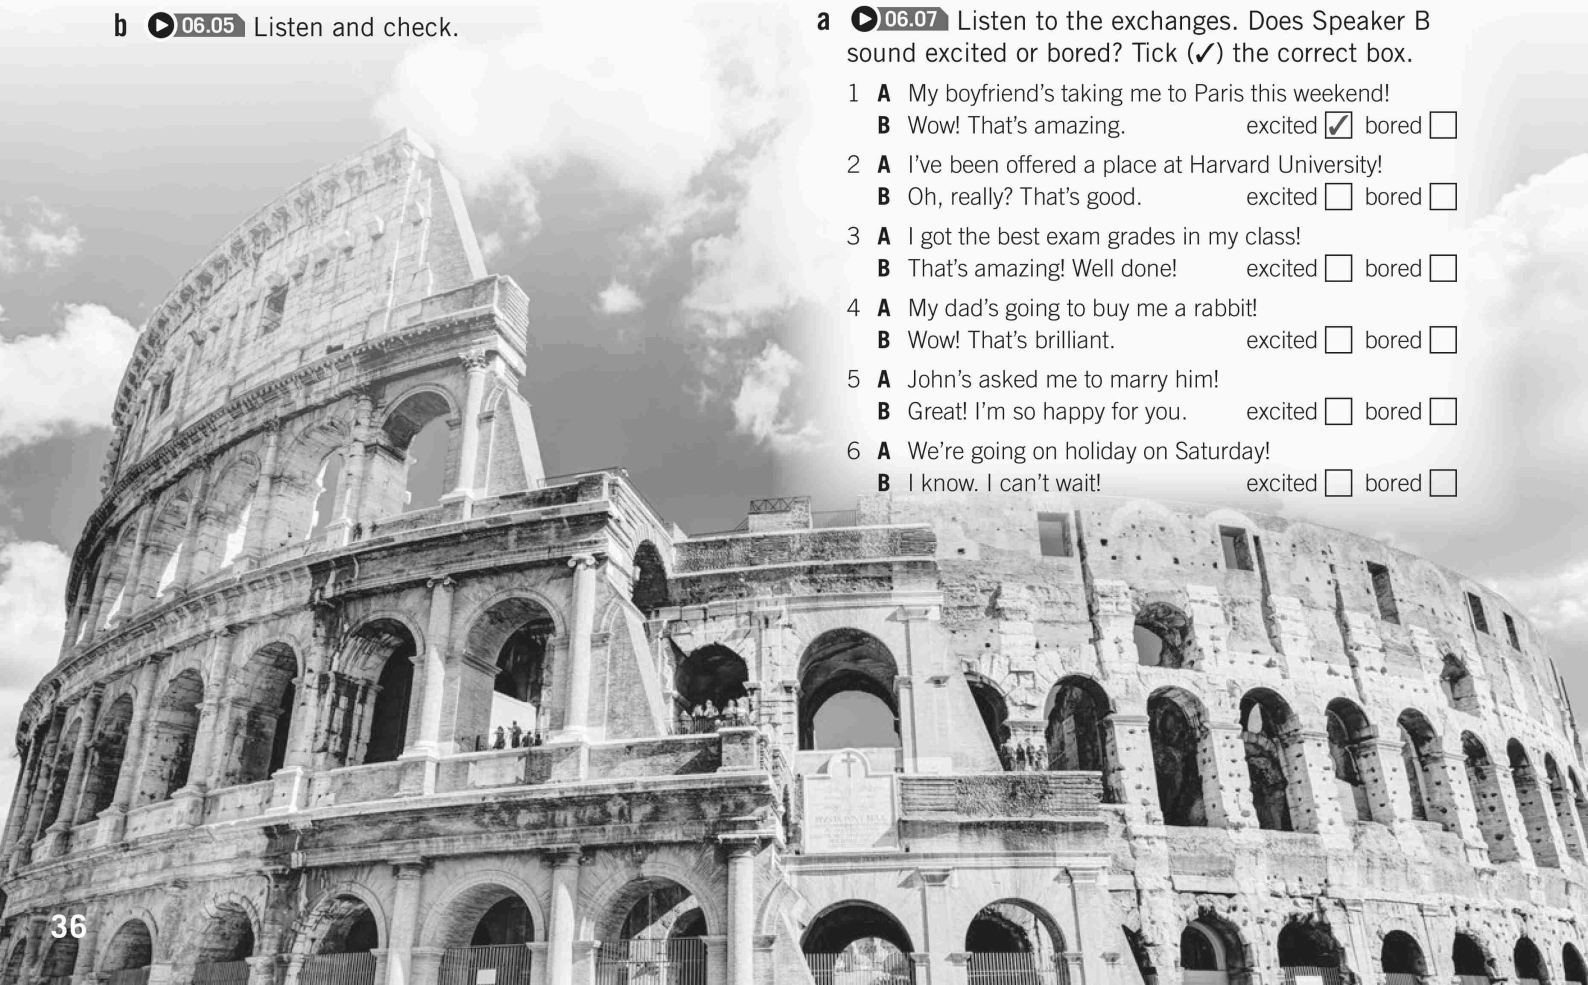 b 06.05 Listen and check.
a 06.07 Listen to the exchanges. Does Speaker B
sound excited or bored? Tick (✓) the correct box.
1 A My boyfriend’s taking me to Paris this weekend!
B Wow! That’s amazing. excited ✓ bored
2 A I’ve been offered a place at Harvard University!
B Oh, really? That’s good. excited bored
3 A I got the best exam grades in my class!
B That’s amazing! Well done! excited bored
4 A My dad’s going to buy me a rabbit!
B Wow! That’s brilliant. excited bored
5 A John’s asked me to marry him!
B Great! I’m so happy for you. excited bored
6 A We’re going on holiday on Saturday!
B I know. I can’t wait! excited bored
36